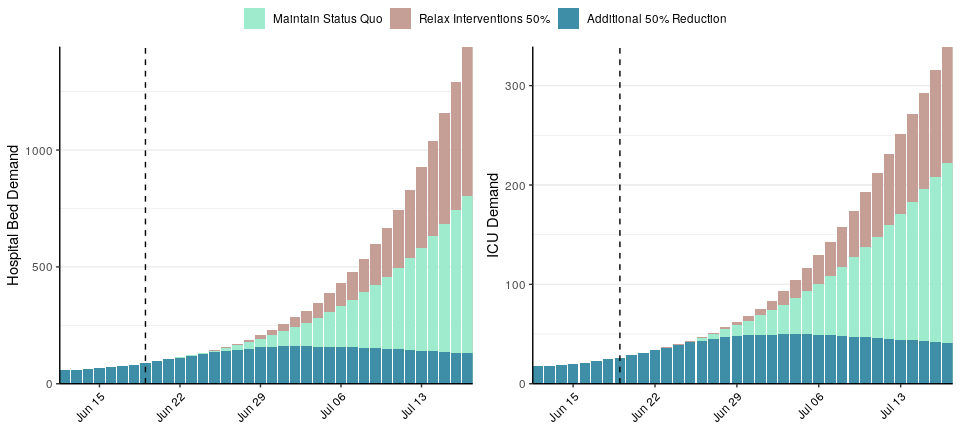 Maintain Status Quo Relax Interventions 50% Additional 50% Reduction
Hospital Bed Demand
1000
500
0
Jun 15 Jun 22 Jun 29 Jul 06 Jul 13
ICU Demand
300
200
100
0
Jun 15 Jun 22 Jun 29 Jul 06 Jul 13